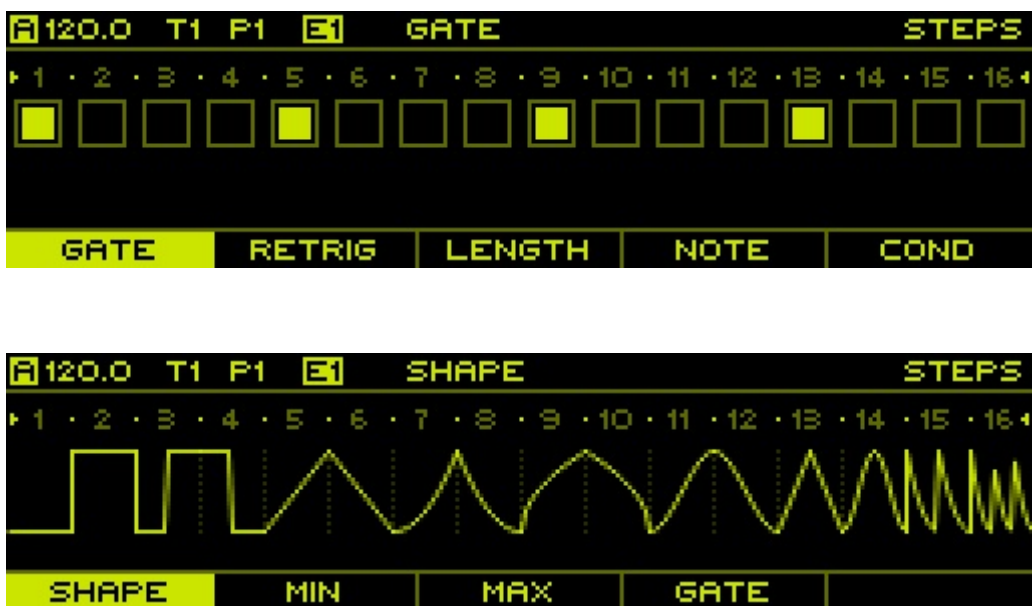 A 120.0 T1 P1 E1 GATE STEPS
1 · 2 · 3 · 4 · 5 · 6 · 7 · 8 · 9 · 10 · 11 · 12 · 13 · 14 · 15 · 16
GATE RETRIG LENGTH NOTE COND
A 120.0 T1 P1 E1 SHAPE STEPS
1 · 2 · 3 · 4 · 5 · 6 · 7 · 8 · 9 · 10 · 11 · 12 · 13 · 14 · 15 · 16
SHAPE MIN MAX GATE